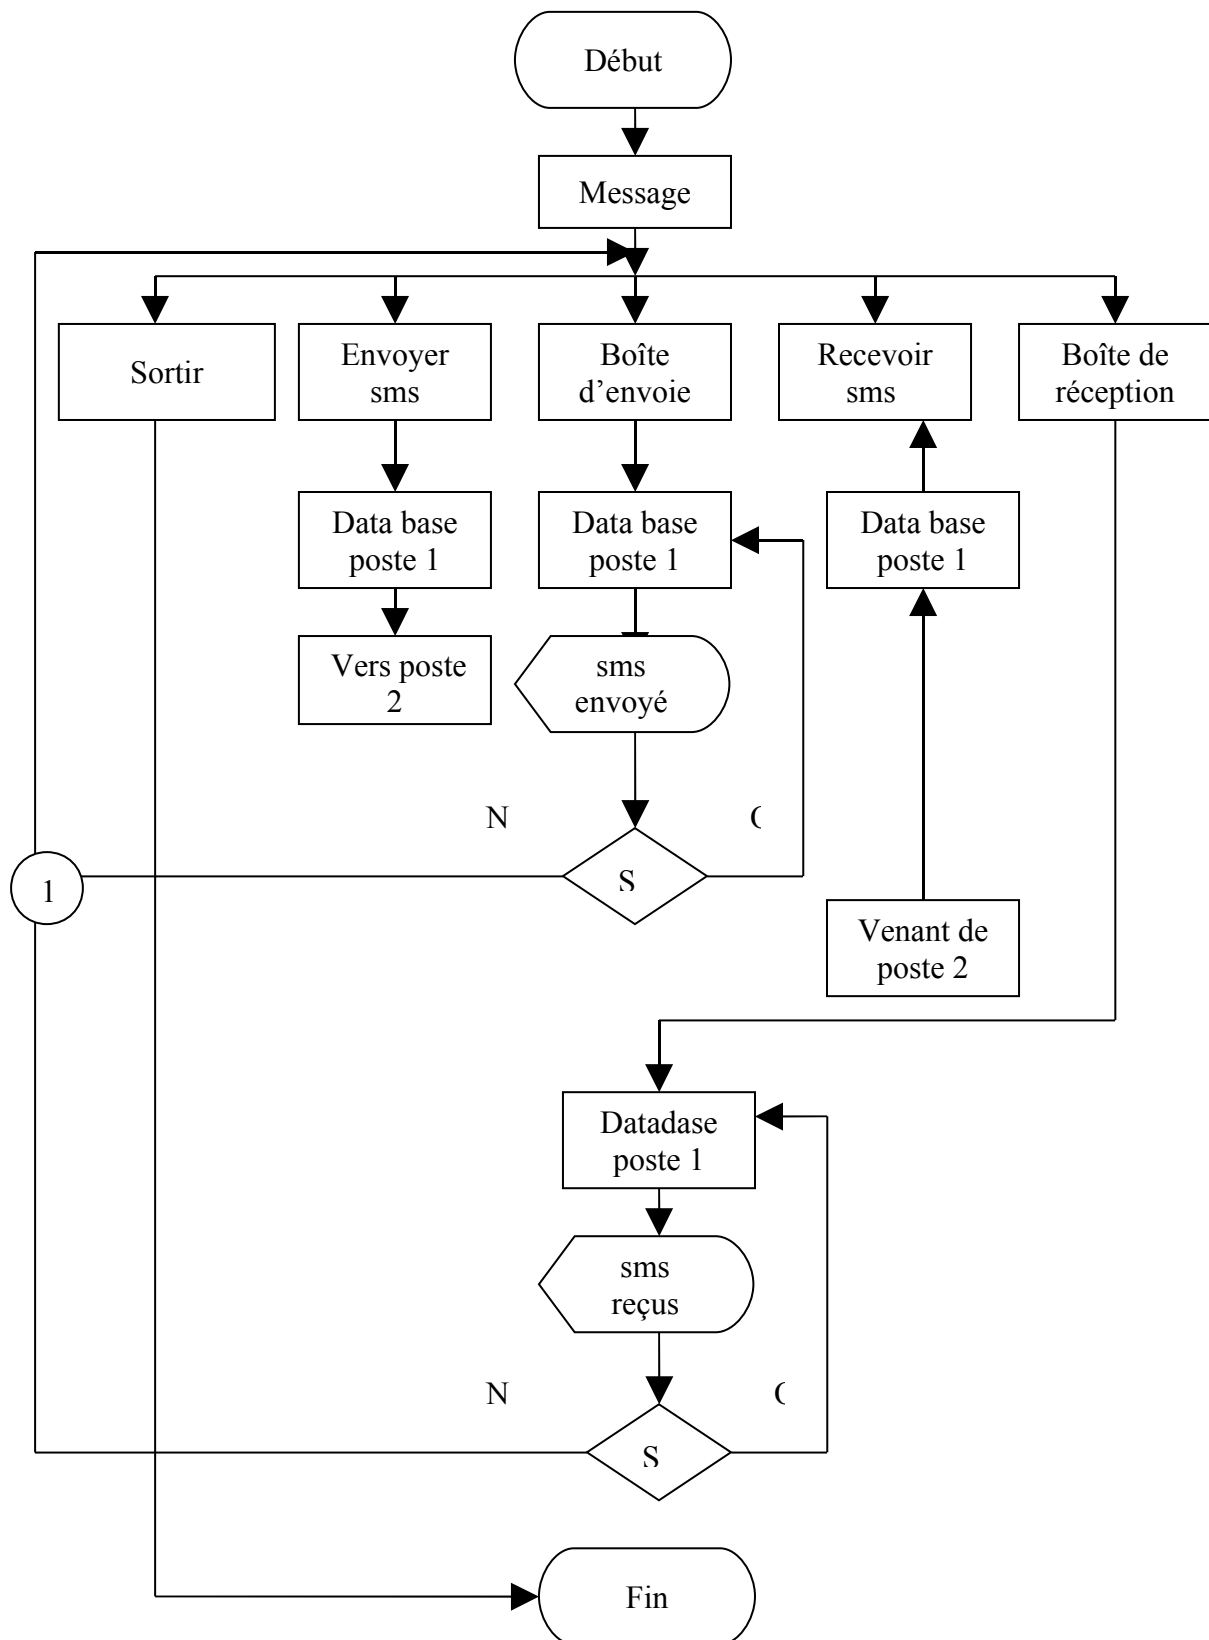 Début
Message
Sortir
Envoyer
sms
Boîte
d’envoie
Recevoir
sms
Boîte de
réception
Data base
poste 1
Data base
poste 1
Data base
poste 1
Vers poste
2
sms
envoyé
N
S
1
Venant de
poste 2
Datadase
poste 1
sms
reçus
N
S
Fin